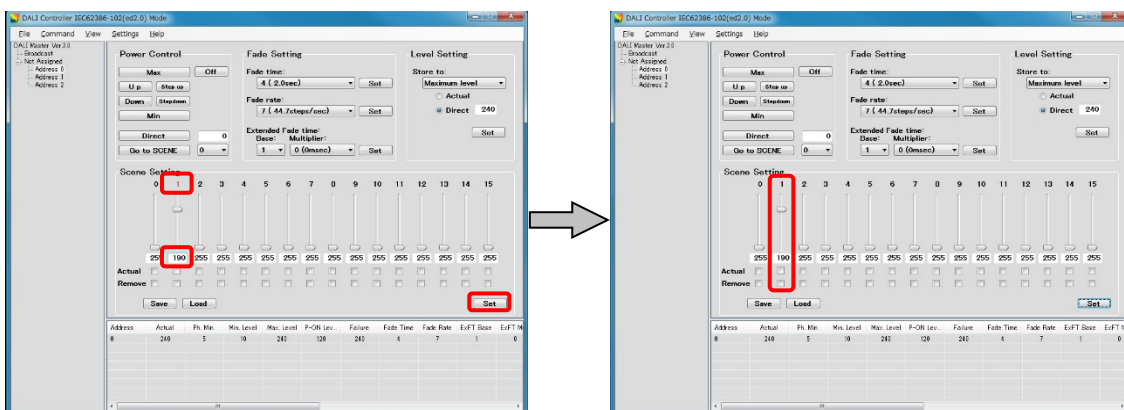 DALI Controller IEC62386-102(ed2.0) Mode
File Command View Settings Help
DALI Master Ver.2.0
Broadcast
Not Assigned
Address 0
Address 1
Address 2
Power Control
Max Off
Up Step up
Down Stepdown
Min
Direct 0
Go to SCENE 0
Fade Setting
Fade time:
4 ( 2.0sec) Set
Fade rate:
7 ( 44.7steps/sec) Set
Extended Fade time:
Base: Multiplier:
1 0 (0msec) Set
Level Setting
Store to:
Maximum level
Actual
Direct 240
Set
Scene Setting
0 1 2 3 4 5 6 7 8 9 10 11 12 13 14 15
255 190 255 255 255 255 255 255 255 255 255 255 255 255 255 255
Actual
Remove
Save Load Set
Address Actual Ph. Min. Min. Level Max. Level P-ON Lev... Failure Fade Time Fade Rate ExFT Base ExFT M
0 240 5 10 240 120 240 4 7 1 0
DALI Controller IEC62386-102(ed2.0) Mode
File Command View Settings Help
DALI Master Ver.2.0
Broadcast
Not Assigned
Address 0
Address 1
Address 2
Power Control
Max Off
Up Step up
Down Stepdown
Min
Direct 0
Go to SCENE 0
Fade Setting
Fade time:
4 ( 2.0sec) Set
Fade rate:
7 ( 44.7steps/sec) Set
Extended Fade time:
Base: Multiplier:
1 0 (0msec) Set
Level Setting
Store to:
Maximum level
Actual
Direct 240
Set
Scene Setting
0 1 2 3 4 5 6 7 8 9 10 11 12 13 14 15
255 190 255 255 255 255 255 255 255 255 255 255 255 255 255 255
Actual
Remove
Save Load Set
Address Actual Ph. Min. Min. Level Max. Level P-ON Lev... Failure Fade Time Fade Rate ExFT Base ExFT M
0 240 5 10 240 120 240 4 7 1 0